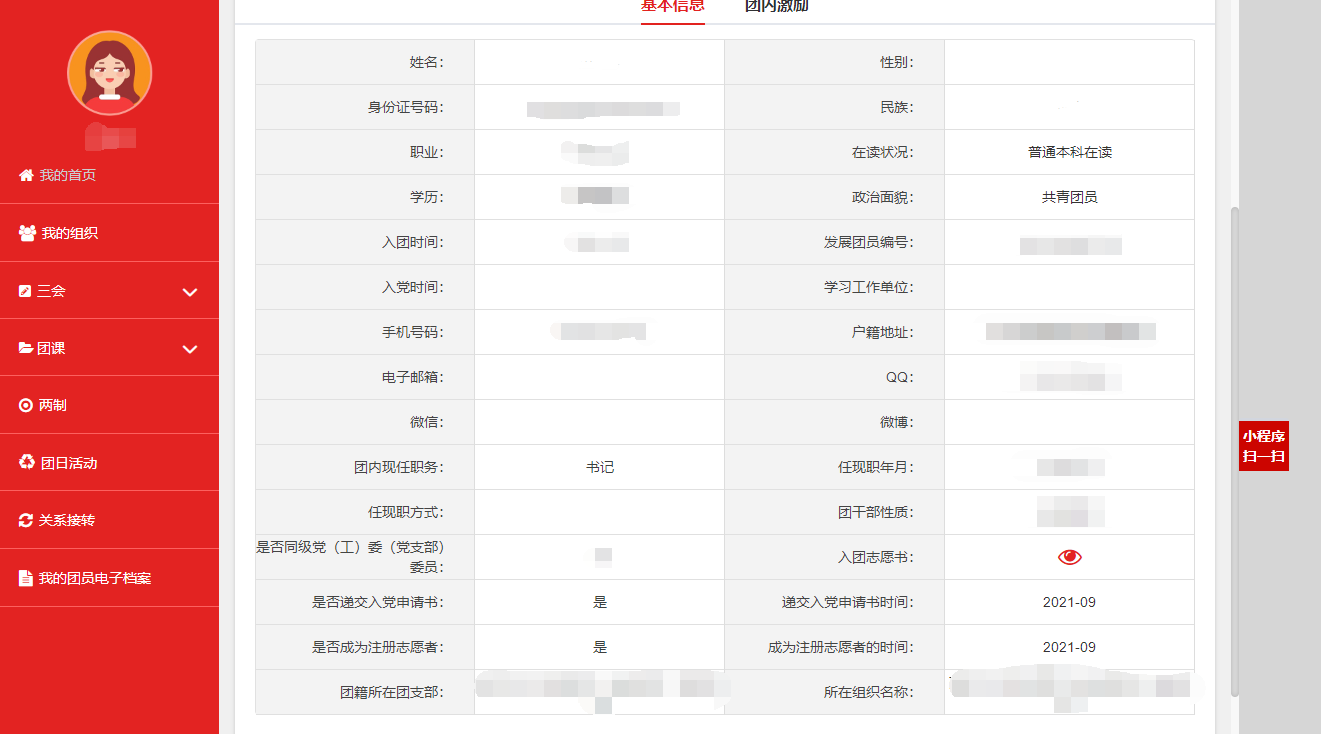 基本信息
团内激励
我的首页
我的组织
三会
团课
两制
团日活动
关系接转
我的团员电子档案
姓名：
性别：
身份证号码：
民族：
职业：
在读状况：
普通本科在读
学历：
政治面貌：
共青团员
入团时间：
发展团员编号：
入党时间：
学习工作单位：
手机号码：
户籍地址：
电子邮箱：
QQ：
微信：
微博：
团内现任职务：
书记
任现职年月：
任现职方式：
团干部性质：
是否同级党（工）委（党支部）
委员：
入团志愿书：
是否递交入党申请书：
是
递交入党申请书时间：
2021-09
是否成为注册志愿者：
是
成为注册志愿者的时间：
2021-09
团籍所在团支部：
所在组织名称：
小程序
扫一扫